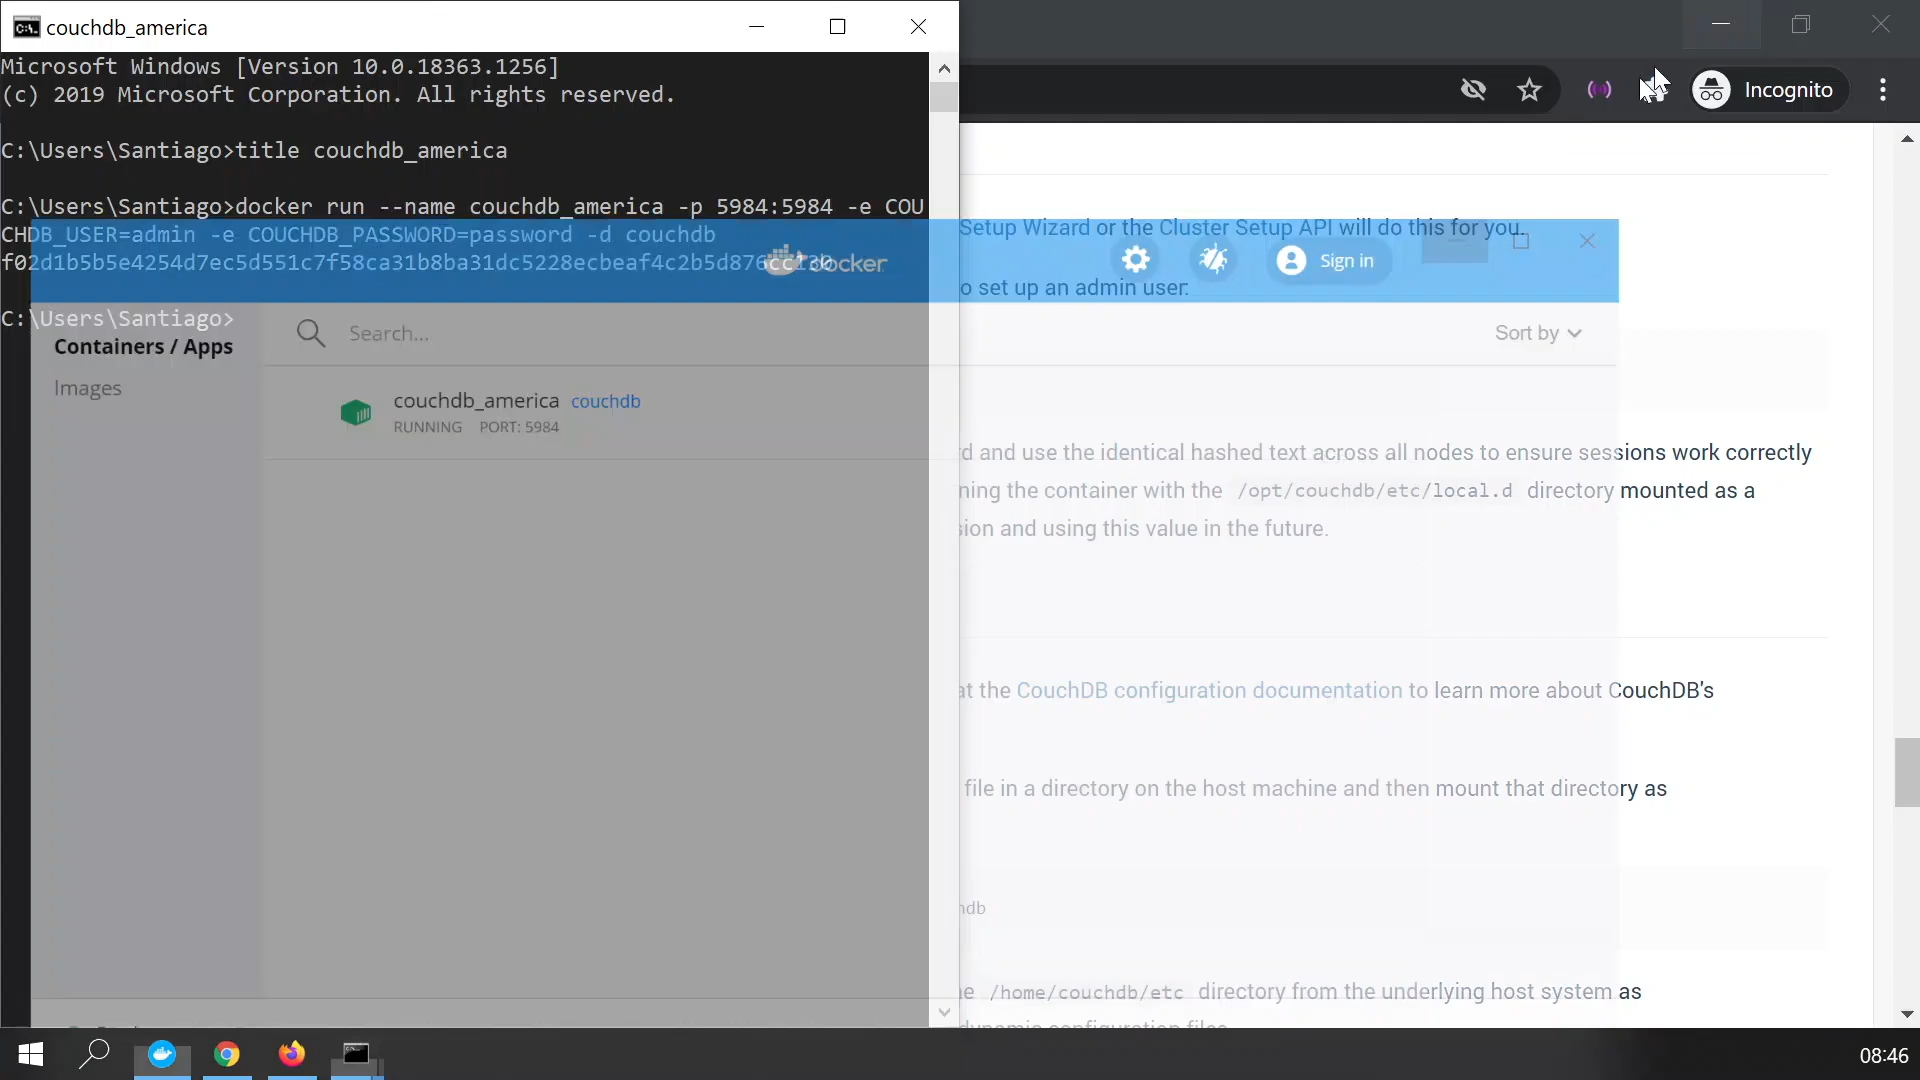 couchdb_america
Microsoft Windows [Version 10.0.18363.1256]
(c) 2019 Microsoft Corporation. All rights reserved.
C:\Users\Santiago>title couchdb_america
C:\Users\Santiago>docker run --name couchdb_america -p 5984:5984 -e COU
CHDB_USER=admin -e COUCHDB_PASSWORD=password -d couchdb
C:\Users\Santiago>
docker
Sign in
Containers / Apps
Images
Search...
Sort by
couchdb_america couchdb
RUNNING PORT: 5984
Incognito
Setup Wizard or the Cluster Setup API will do this for you.
o set up an admin user:
d and use the identical hashed text across all nodes to ensure sessions work correctly
ning the container with the /opt/couchdb/etc/local.d directory mounted as a
sion and using this value in the future.
at the CouchDB configuration documentation to learn more about CouchDB's
file in a directory on the host machine and then mount that directory as
hdb
he /home/couchdb/etc directory from the underlying host system as
dynamic configuration files
08:46